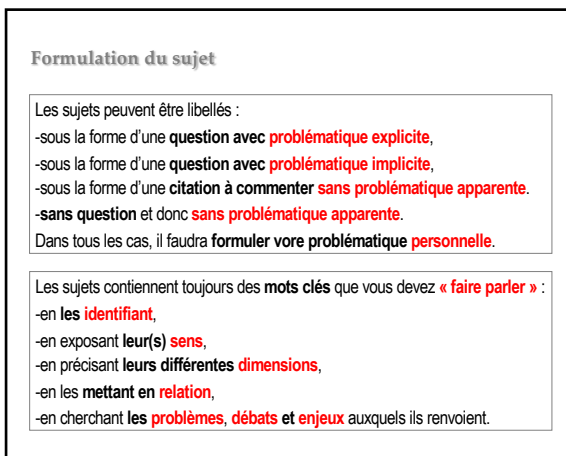 Formulation du sujet
Les sujets peuvent être libellés :
-sous la forme d'une question avec problématique explicite,
-sous la forme d'une question avec problématique implicite,
-sous la forme d'une citation à commenter sans problématique apparente.
-sans question et donc sans problématique apparente.
Dans tous les cas, il faudra formuler vore problématique personnelle.
Les sujets contiennent toujours des mots clés que vous devez « faire parler » :
-en les identifiant,
-en exposant leur(s) sens,
-en précisant leurs différentes dimensions,
-en les mettant en relation,
-en cherchant les problèmes, débats et enjeux auxquels ils renvoient.